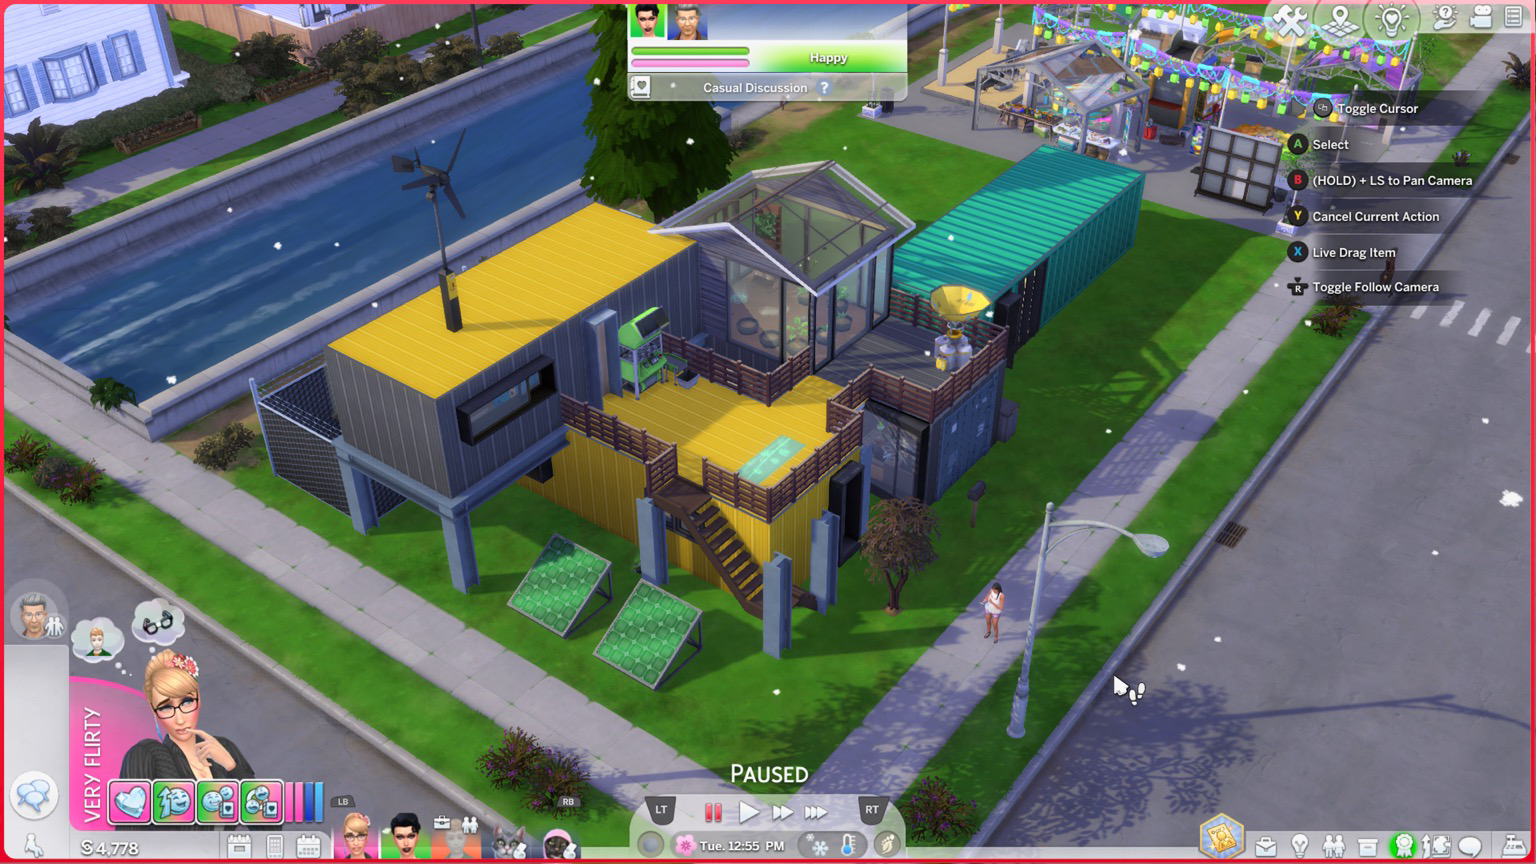 Happy
Casual Discussion ?
Toggle Cursor
A Select
B (HOLD) + LS to Pan Camera
Y Cancel Current Action
X Live Drag Item
R Toggle Follow Camera
VERY FLIRTY
PAUSED
LB
RB
LT
RT
§4,778
Tue. 12:55 PM